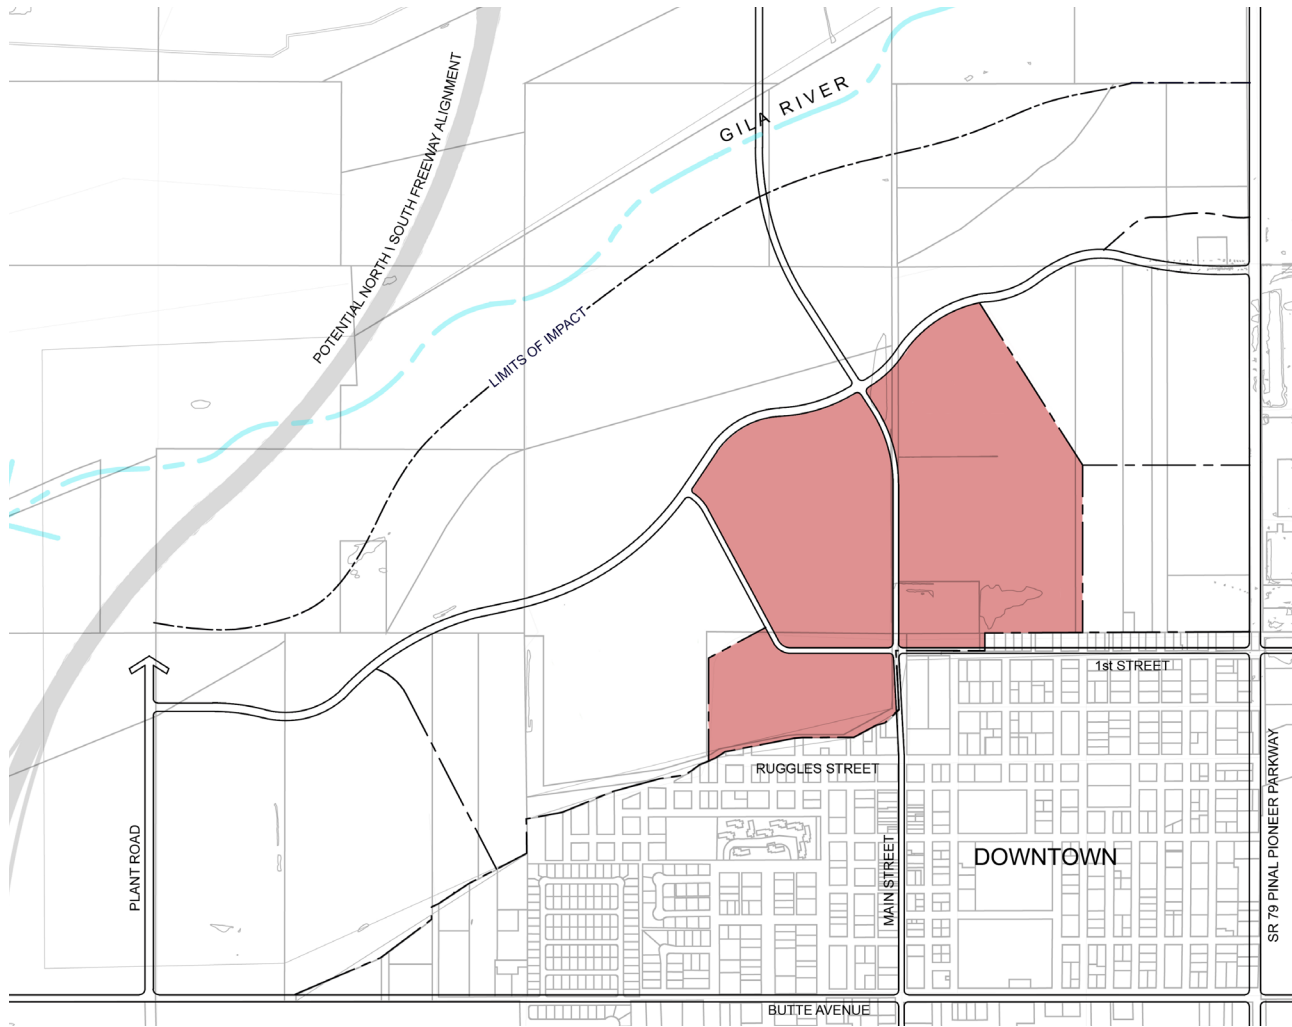 POTENTIAL NORTH \ SOUTH FREEWAY ALIGNMENT
GILA RIVER
LIMITS OF IMPACT
1st STREET
RUGGLES STREET
PLANT ROAD
MAIN STREET
DOWNTOWN
SR 79 PINAL PIONEER PARKWAY
BUTTE AVENUE